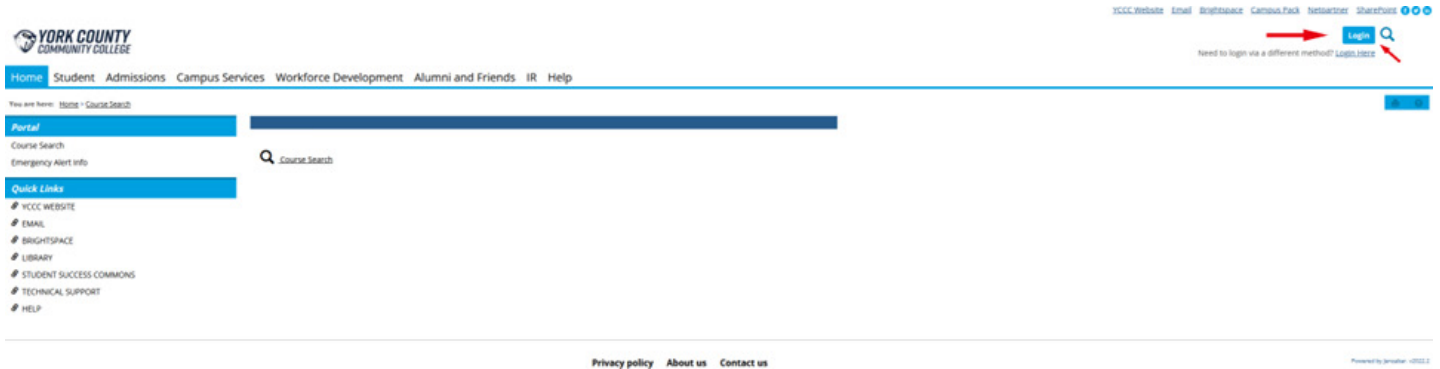 YCCC Website Email Brightspace Campus Pack Netpartner SharePoint
YORK COUNTY
COMMUNITY COLLEGE
Login
Need to login via a different method? Login Here
Home Student Admissions Campus Services Workforce Development Alumni and Friends IR Help
You are here: Home > Course Search
Portal
Course Search
Emergency Alert Info
Course Search
Quick Links
YCCC WEBSITE
EMAIL
BRIGHTSPACE
LIBRARY
STUDENT SUCCESS COMMONS
TECHNICAL SUPPORT
HELP
Privacy policy About us Contact us
Powered by Jenzabar. v2022.2